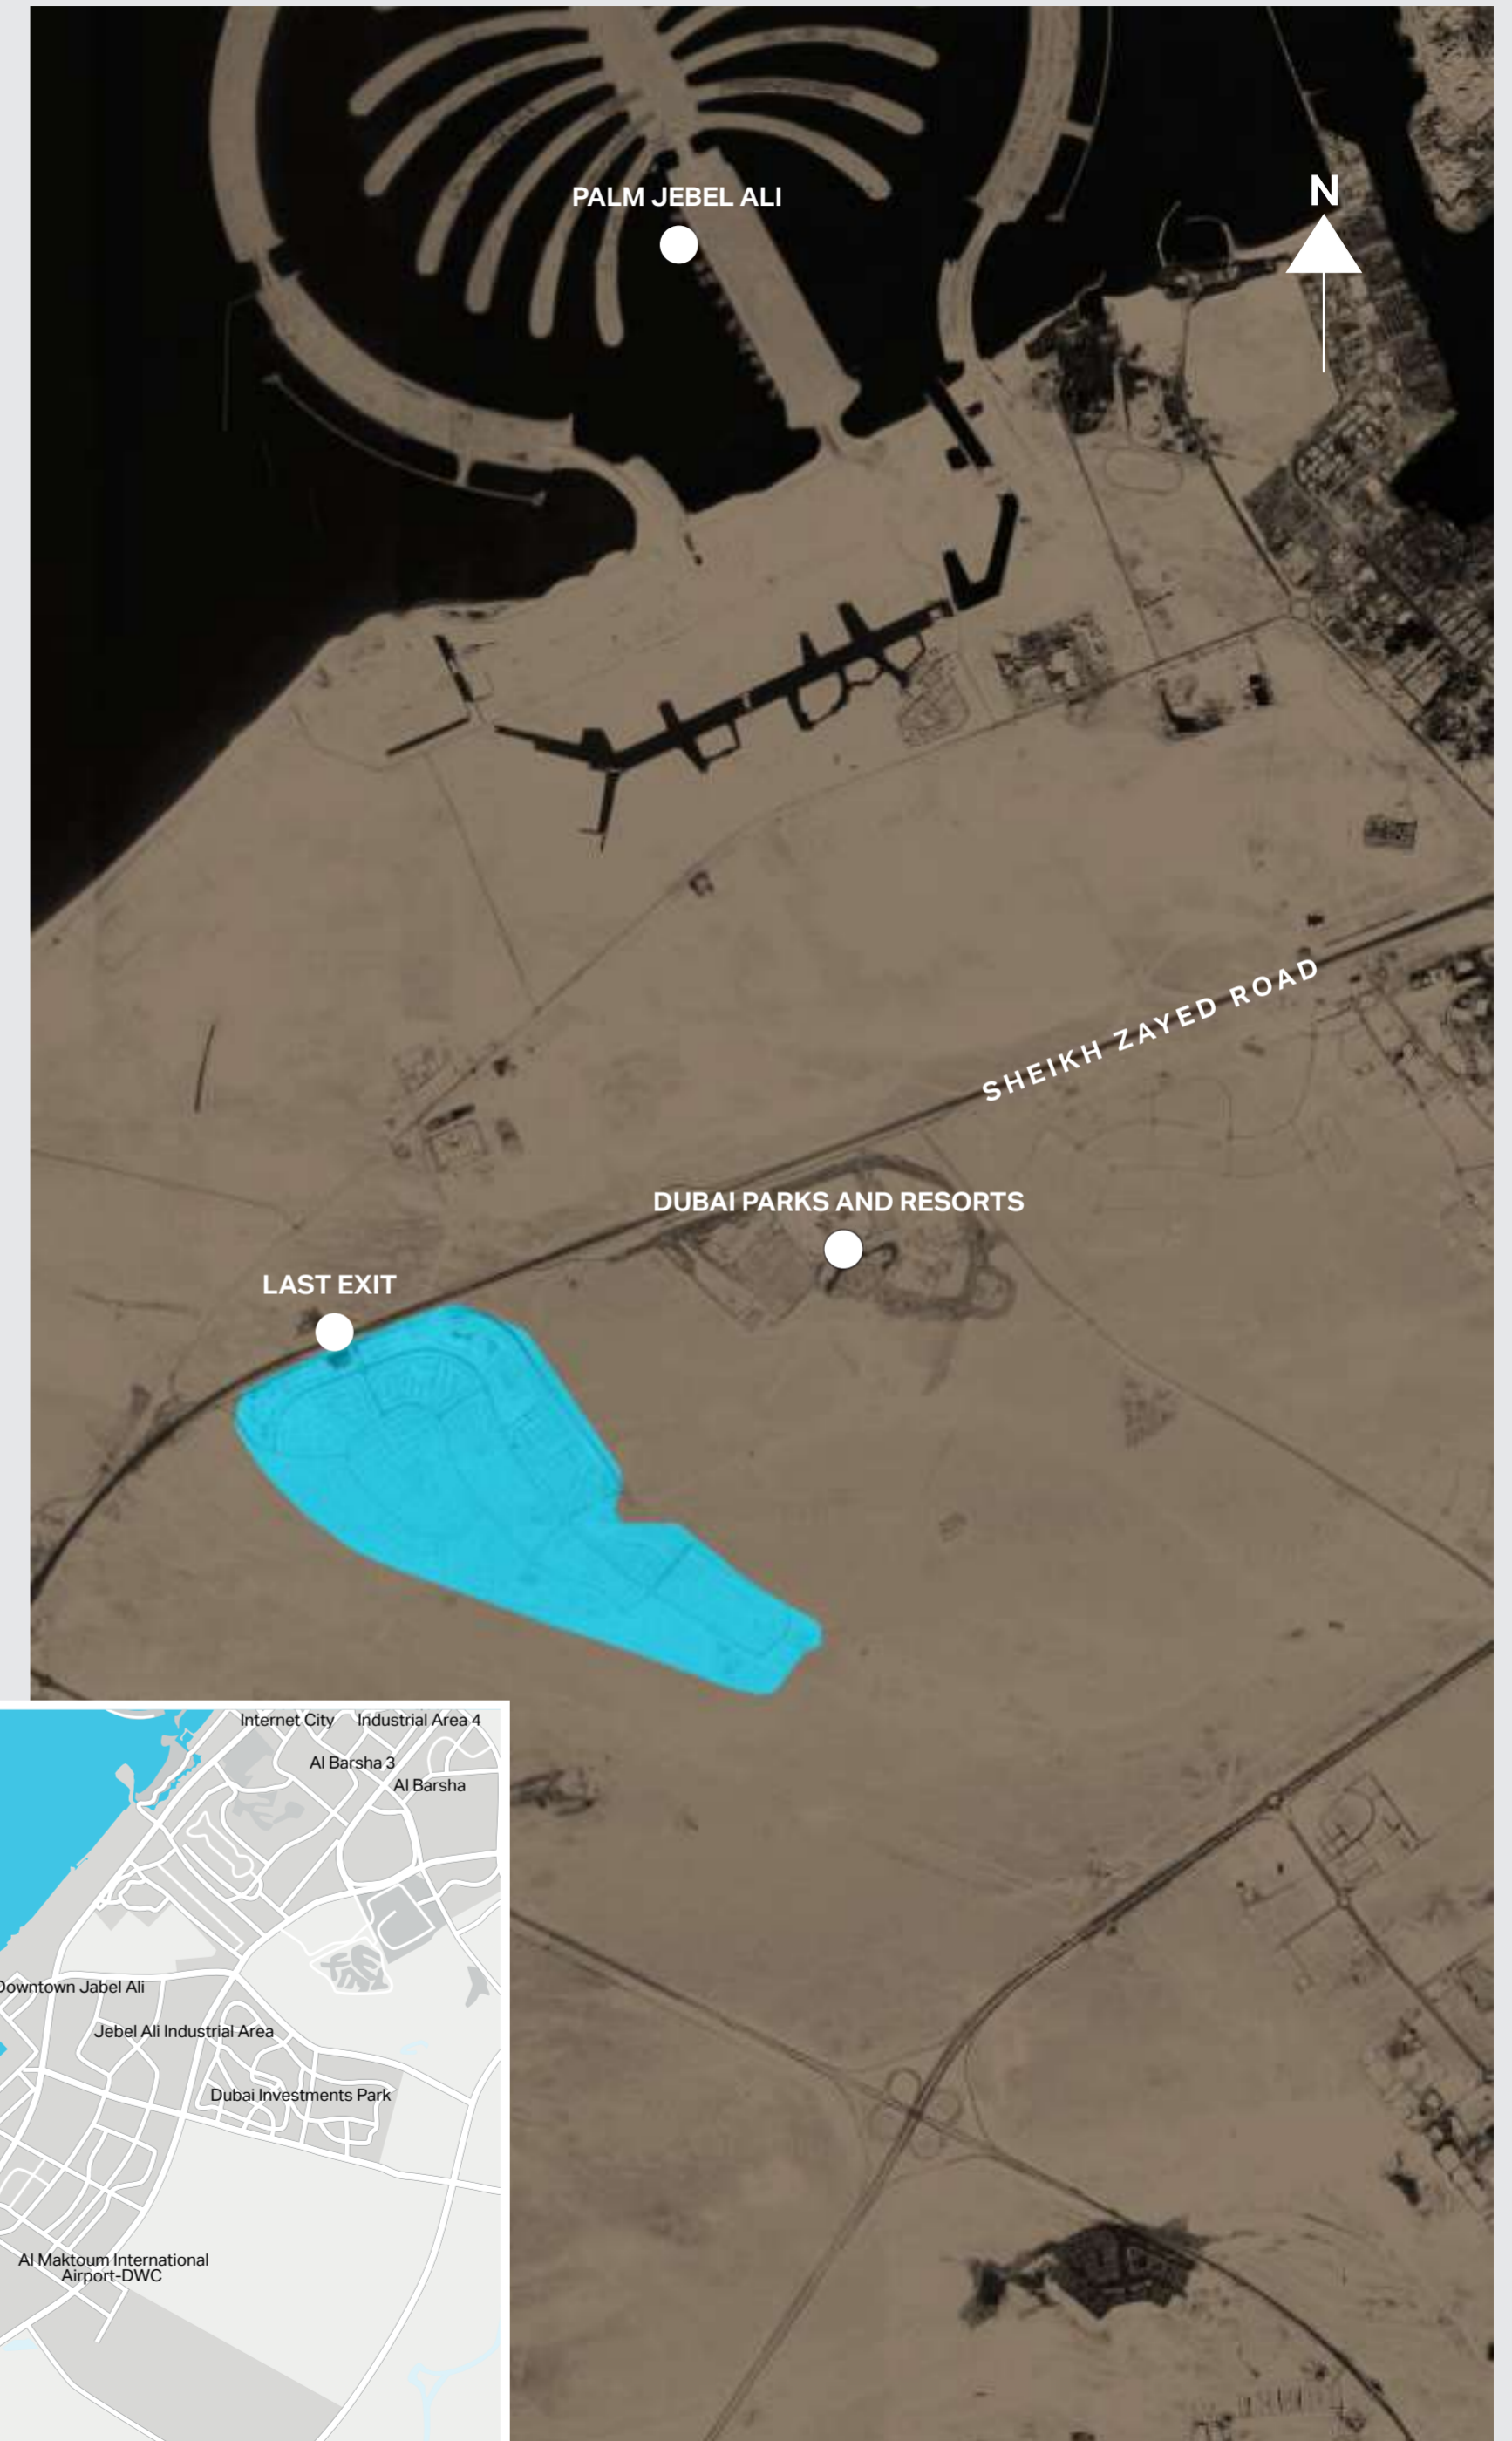 PALM JEBEL ALI
N
SHEIKH ZAYED ROAD
DUBAI PARKS AND RESORTS
LAST EXIT
Internet City
Industrial Area 4
Al Barsha 3
Al Barsha
Downtown Jabel Ali
Jebel Ali Industrial Area
Dubai Investments Park
Al Maktoum International
Airport-DWC